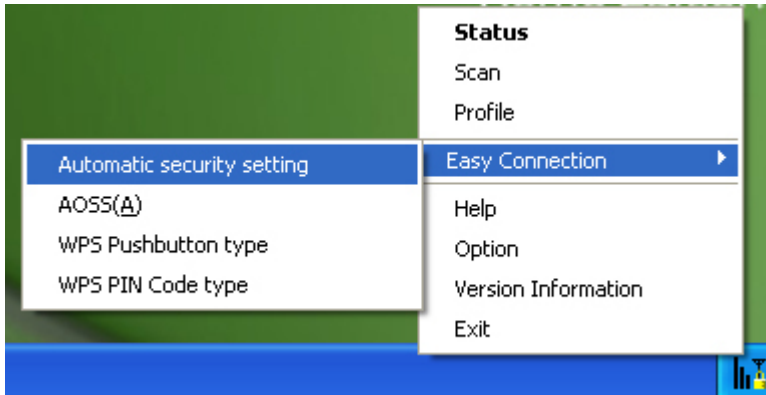 Status
Scan
Profile
Easy Connection
Automatic security setting
AOSS(A)
WPS Pushbutton type
WPS PIN Code type
Help
Option
Version Information
Exit